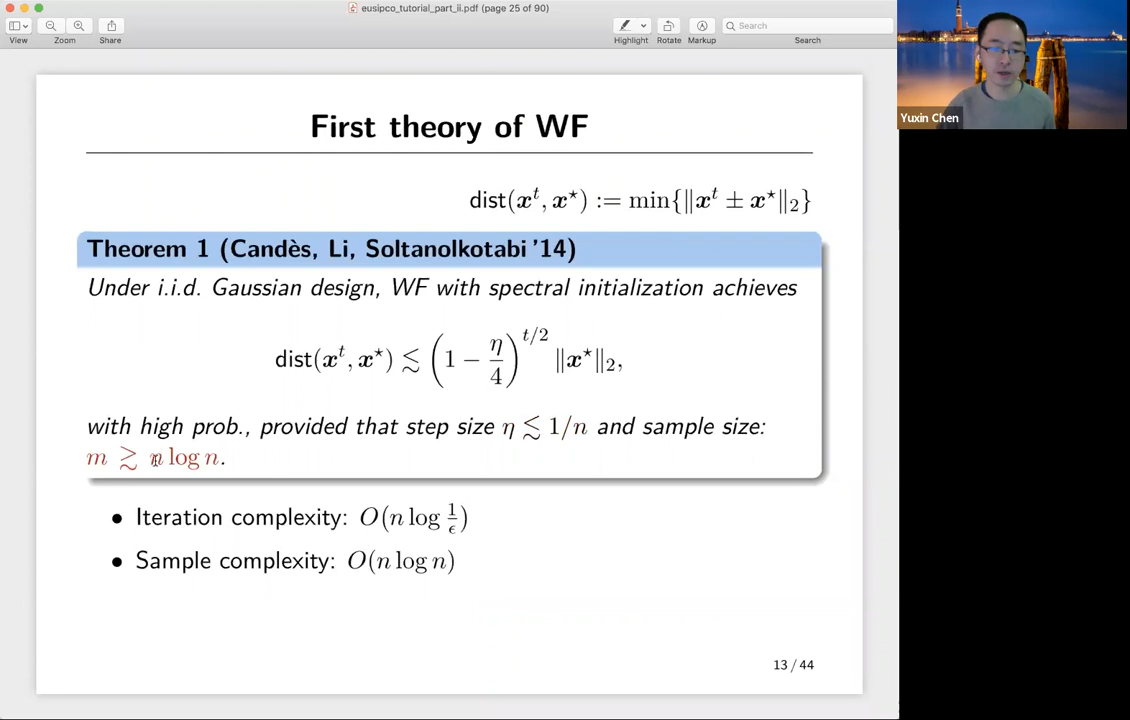 eusipco_tutorial_part_ii.pdf (page 25 of 90)
View Zoom Share Highlight Rotate Markup Search
Search
Yuxin Chen
First theory of WF
dist(x^t, x^⋆) := min{‖x^t ± x^⋆‖₂}
Theorem 1 (Candès, Li, Soltanolkotabi '14)
Under i.i.d. Gaussian design, WF with spectral initialization achieves
dist(x^t, x^⋆) ≲ (1 − η/4)^{t/2} ‖x^⋆‖₂,
with high prob., provided that step size η ≲ 1/n and sample size:
m ≳ n log n.
• Iteration complexity: O(n log 1/ϵ)
• Sample complexity: O(n log n)
13 / 44